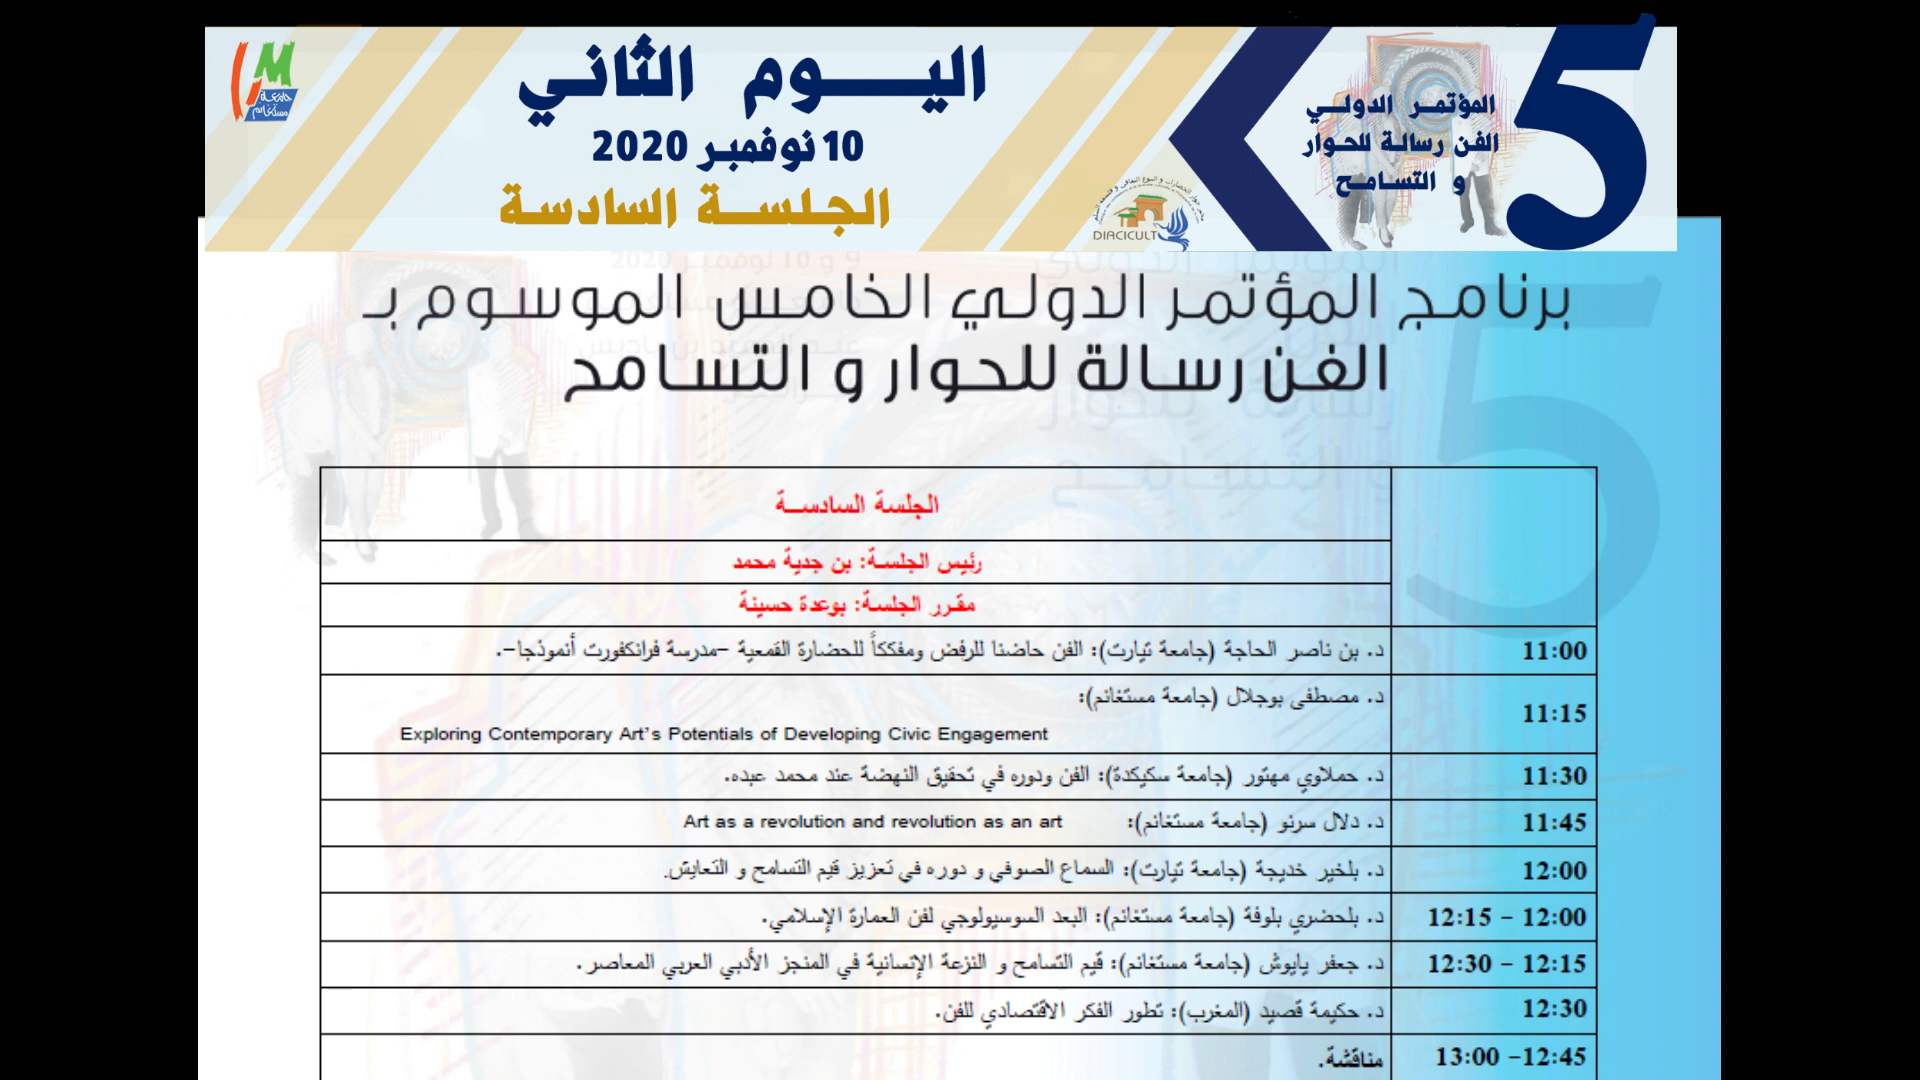 اليـــوم الثاني
10 نوفمبر 2020
الجلسة السادسة
المؤتمر الدولي
الفن رسالة للحوار
و التسامح
5
جامعة
مستغانم
DIACICULT
برنامج المؤتمر الدولي الخامس الموسوم بـ
الفن رسالة للحوار و التسامح
الجلسة السادســة
رئيس الجلسة: بن جدية محمد
مقرر الجلسة: بوعدة حسينة
11:00 د. بن ناصر الحاجة (جامعة تيارت): الفن حاضنا للرفض ومفككاً للحضارة القمعية –مدرسة فرانكفورت أنموذجا-.
11:15 د. مصطفى بوجلال (جامعة مستغانم):
Exploring Contemporary Art's Potentials of Developing Civic Engagement
11:30 د. حملاوي مهتور (جامعة سكيكدة): الفن ودوره في تحقيق النهضة عند محمد عبده.
11:45 د. دلال سرنو (جامعة مستغانم): Art as a revolution and revolution as an art
12:00 د. بلخير خديجة (جامعة تيارت): السماع الصوفي و دوره في تعزيز قيم التسامح و التعايش.
12:00 – 12:15 د. بلحضري بلوفة (جامعة مستغانم): البعد السوسيولوجي لفن العمارة الإسلامي.
12:15 – 12:30 د. جعفر يايوش (جامعة مستغانم): قيم التسامح و النزعة الإنسانية في المنجز الأدبي العربي المعاصر.
12:30 د. حكيمة قصيد (المغرب): تطور الفكر الاقتصادي للفن.
12:45– 13:00 مناقشة.